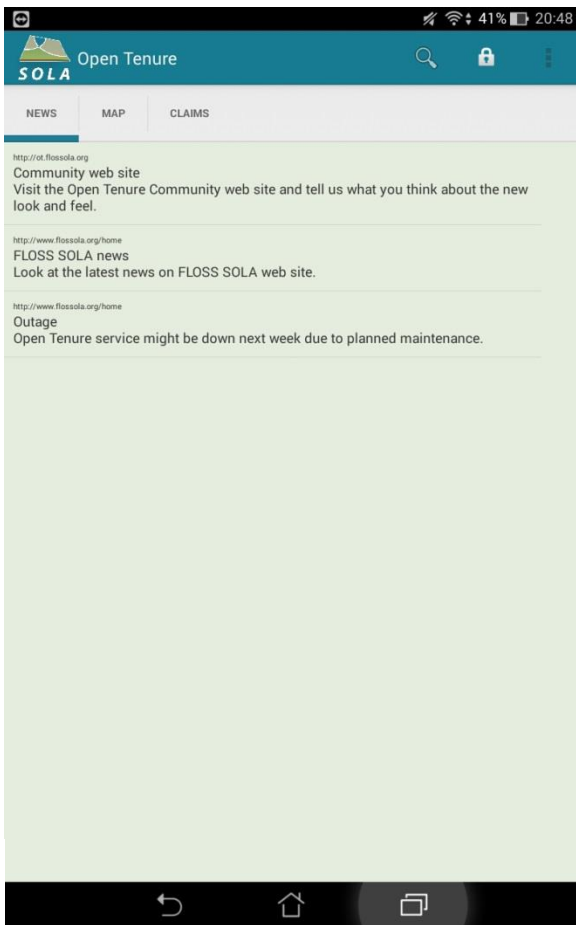 41% 20:48
SOLA Open Tenure
NEWS MAP CLAIMS
http://ot.flossola.org
Community web site
Visit the Open Tenure Community web site and tell us what you think about the new
look and feel.
http://www.flossola.org/home
FLOSS SOLA news
Look at the latest news on FLOSS SOLA web site.
http://www.flossola.org/home
Outage
Open Tenure service might be down next week due to planned maintenance.